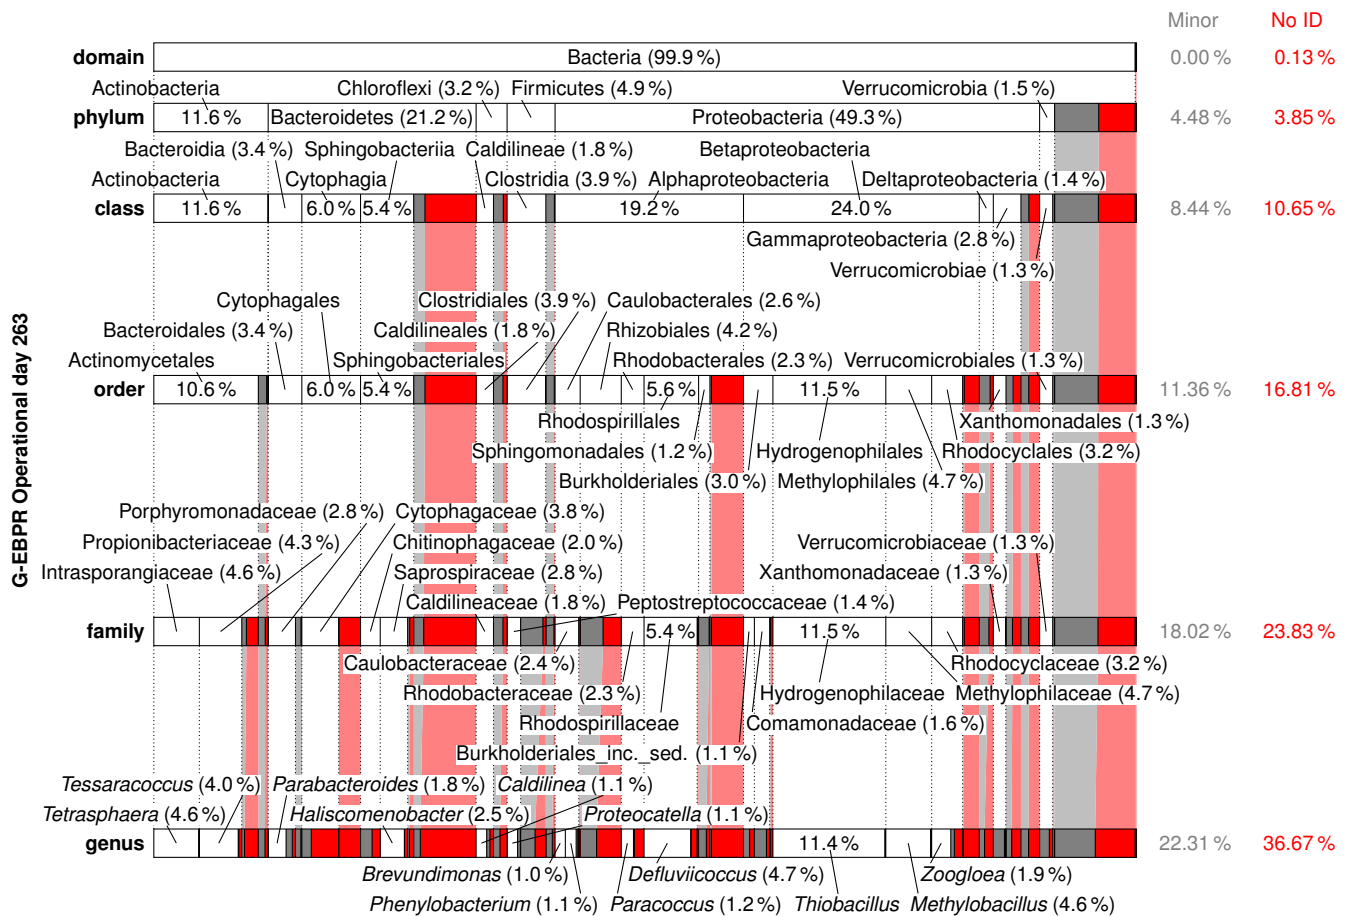 Minor No ID
domain Bacteria (99.9 %) 0.00 % 0.13 %
Actinobacteria Chloroflexi (3.2 %) Firmicutes (4.9 %) Verrucomicrobia (1.5 %)
phylum 11.6 % Bacteroidetes (21.2 %) Proteobacteria (49.3 %) 4.48 % 3.85 %
Bacteroidia (3.4 %) Sphingobacteriia Caldilineae (1.8 %) Betaproteobacteria
Actinobacteria Cytophagia Clostridia (3.9 %) Alphaproteobacteria Deltaproteobacteria (1.4 %)
class 11.6 % 6.0 % 5.4 % 19.2 % 24.0 % 8.44 % 10.65 %
Gammaproteobacteria (2.8 %)
Verrucomicrobiae (1.3 %)
Cytophagales Clostridiales (3.9 %) Caulobacterales (2.6 %)
Bacteroidales (3.4 %) Caldilineales (1.8 %) Rhizobiales (4.2 %)
Actinomycetales Sphingobacteriales Rhodobacterales (2.3 %) Verrucomicrobiales (1.3 %)
order 10.6 % 6.0 % 5.4 % 5.6 % 11.5 % 11.36 % 16.81 %
Rhodospirillales Xanthomonadales (1.3 %)
Sphingomonadales (1.2 %) Hydrogenophilales Rhodocyclales (3.2 %)
Burkholderiales (3.0 %) Methylophilales (4.7 %)
G-EBPR Operational day 263
Porphyromonadaceae (2.8 %) Cytophagaceae (3.8 %)
Propionibacteriaceae (4.3 %) Chitinophagaceae (2.0 %) Verrucomicrobiaceae (1.3 %)
Intrasporangiaceae (4.6 %) Saprospiraceae (2.8 %) Xanthomonadaceae (1.3 %)
Caldilineaceae (1.8 %) Peptostreptococcaceae (1.4 %)
family 5.4 % 11.5 % 18.02 % 23.83 %
Caulobacteraceae (2.4 %) Rhodocyclaceae (3.2 %)
Rhodobacteraceae (2.3 %) Hydrogenophilaceae Methylophilaceae (4.7 %)
Rhodospirillaceae Comamonadaceae (1.6 %)
Burkholderiales_inc._sed. (1.1 %)
Tessaracoccus (4.0 %) Parabacteroides (1.8 %) Caldilinea (1.1 %)
Tetrasphaera (4.6 %) Haliscomenobacter (2.5 %) Proteocatella (1.1 %)
genus 11.4 % 22.31 % 36.67 %
Brevundimonas (1.0 %) Defluviicoccus (4.7 %) Zoogloea (1.9 %)
Phenylobacterium (1.1 %) Paracoccus (1.2 %) Thiobacillus Methylobacillus (4.6 %)